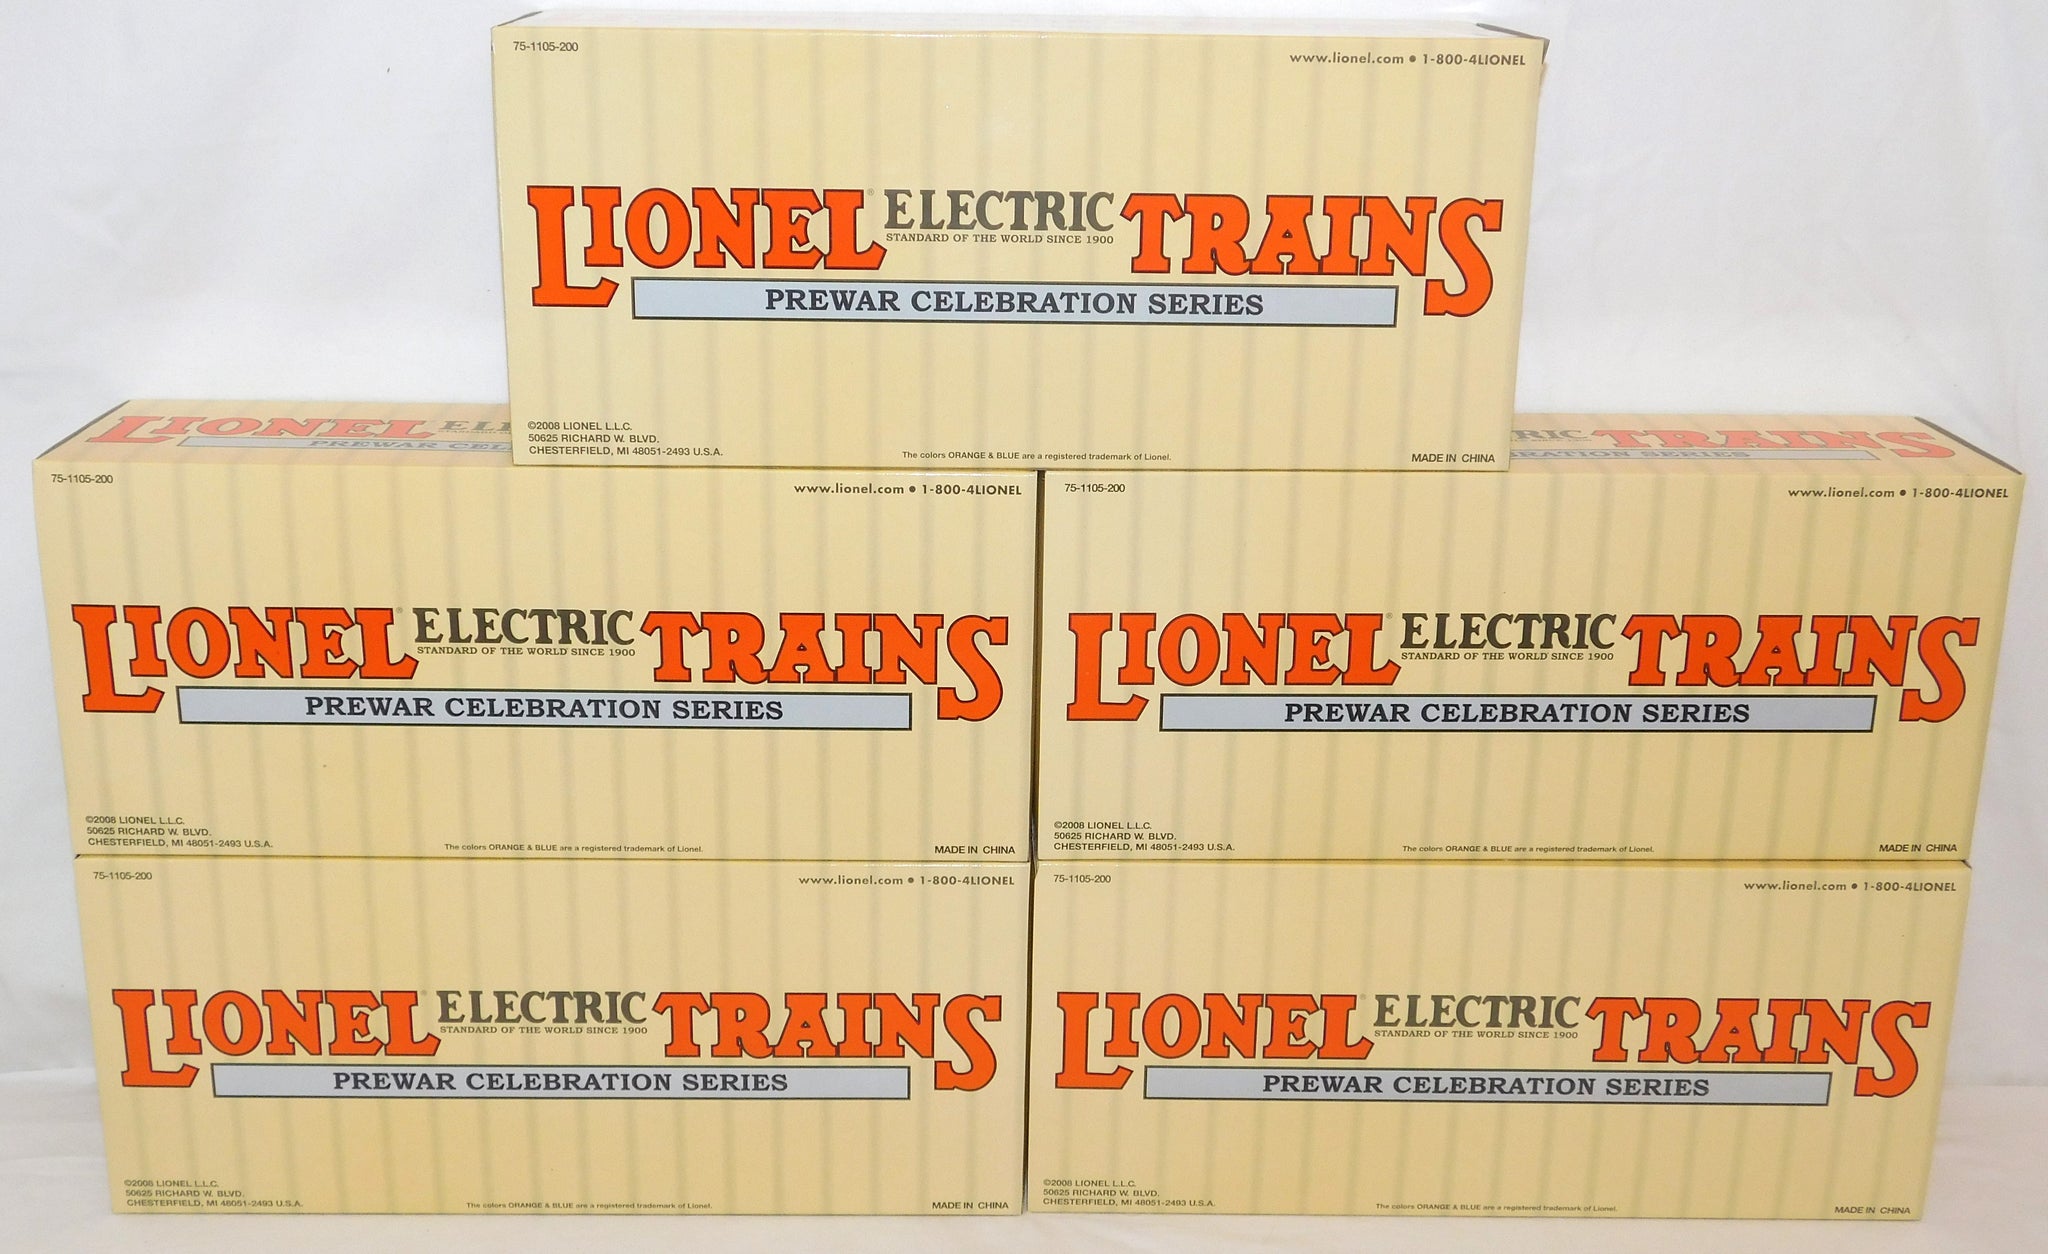 75-1105-200
www.lionel.com • 1-800-4LIONEL
LIONEL® ELECTRIC TRAINS
STANDARD OF THE WORLD SINCE 1900
PREWAR CELEBRATION SERIES
©2008 LIONEL L.L.C.
50625 RICHARD W. BLVD.
CHESTERFIELD, MI 48051-2493 U.S.A.
The colors ORANGE & BLUE are a registered trademark of Lionel.
MADE IN CHINA
LIONEL ELE
PREWAR CEL
RIC TRAINS
BRATION SERIES
75-1105-200
www.lionel.com • 1-800-4LIONEL
LIONEL® ELECTRIC TRAINS
STANDARD OF THE WORLD SINCE 1900
PREWAR CELEBRATION SERIES
©2008 LIONEL L.L.C.
50625 RICHARD W. BLVD.
CHESTERFIELD, MI 48051-2493 U.S.A.
The colors ORANGE & BLUE are a registered trademark of Lionel.
MADE IN CHINA
75-1105-200
www.lionel.com • 1-800-4LIONEL
LIONEL® ELECTRIC TRAINS
STANDARD OF THE WORLD SINCE 1900
PREWAR CELEBRATION SERIES
©2008 LIONEL L.L.C.
50625 RICHARD W. BLVD.
CHESTERFIELD, MI 48051-2493 U.S.A.
The colors ORANGE & BLUE are a registered trademark of Lionel.
MADE IN CHINA
75-1105-200
www.lionel.com • 1-800-4LIONEL
LIONEL® ELECTRIC TRAINS
STANDARD OF THE WORLD SINCE 1900
PREWAR CELEBRATION SERIES
©2008 LIONEL L.L.C.
50625 RICHARD W. BLVD.
CHESTERFIELD, MI 48051-2493 U.S.A.
The colors ORANGE & BLUE are a registered trademark of Lionel.
MADE IN CHINA
75-1105-200
www.lionel.com • 1-800-4LIONEL
LIONEL® ELECTRIC TRAINS
STANDARD OF THE WORLD SINCE 1900
PREWAR CELEBRATION SERIES
©2008 LIONEL L.L.C.
50625 RICHARD W. BLVD.
CHESTERFIELD, MI 48051-2493 U.S.A.
The colors ORANGE & BLUE are a registered trademark of Lionel.
MADE IN CHINA